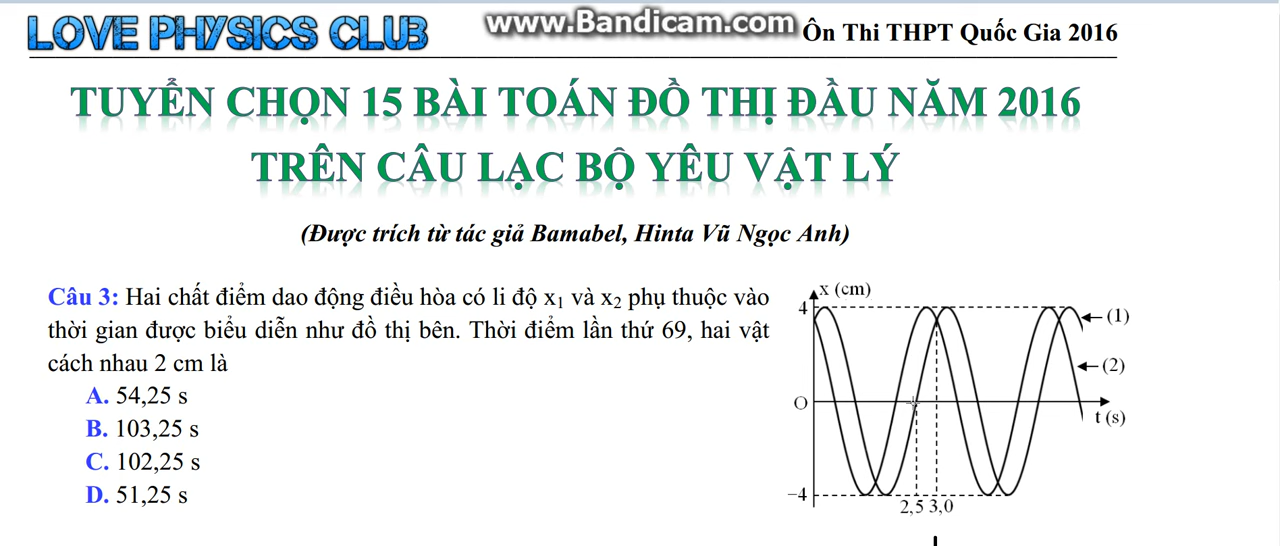 LOVE PHYSICS CLUB
www.Bandicam.com
Ôn Thi THPT Quốc Gia 2016
TUYỂN CHỌN 15 BÀI TOÁN ĐỒ THỊ ĐẦU NĂM 2016
TRÊN CÂU LẠC BỘ YÊU VẬT LÝ
(Được trích từ tác giả Bamabel, Hinta Vũ Ngọc Anh)
Câu 3: Hai chất điểm dao động điều hòa có li độ x₁ và x₂ phụ thuộc vào
thời gian được biểu diễn như đồ thị bên. Thời điểm lần thứ 69, hai vật
cách nhau 2 cm là
A. 54,25 s
B. 103,25 s
C. 102,25 s
D. 51,25 s
x (cm)
4
(1)
(2)
O
t (s)
−4
2,5 3,0